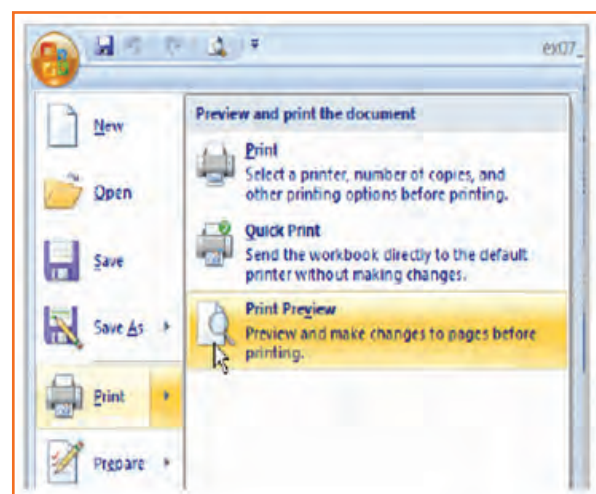 ex07_
New
Open
Save
Save As
Print
Prepare
Preview and print the document
Print
Select a printer, number of copies, and
other printing options before printing.
Quick Print
Send the workbook directly to the default
printer without making changes.
Print Preview
Preview and make changes to pages before
printing.